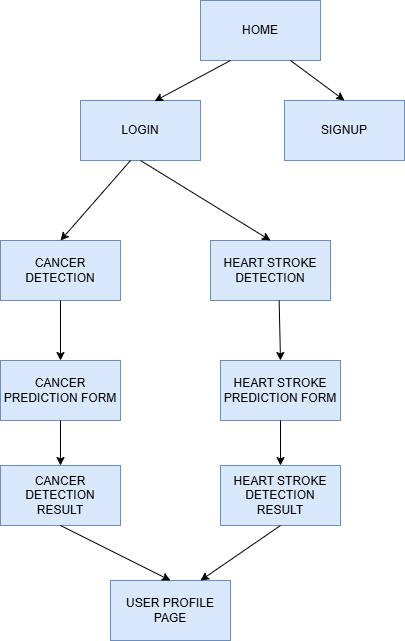 HOME
LOGIN
SIGNUP
CANCER
DETECTION
HEART STROKE
DETECTION
CANCER
PREDICTION FORM
HEART STROKE
PREDICTION FORM
CANCER
DETECTION
RESULT
HEART STROKE
DETECTION
RESULT
USER PROFILE
PAGE